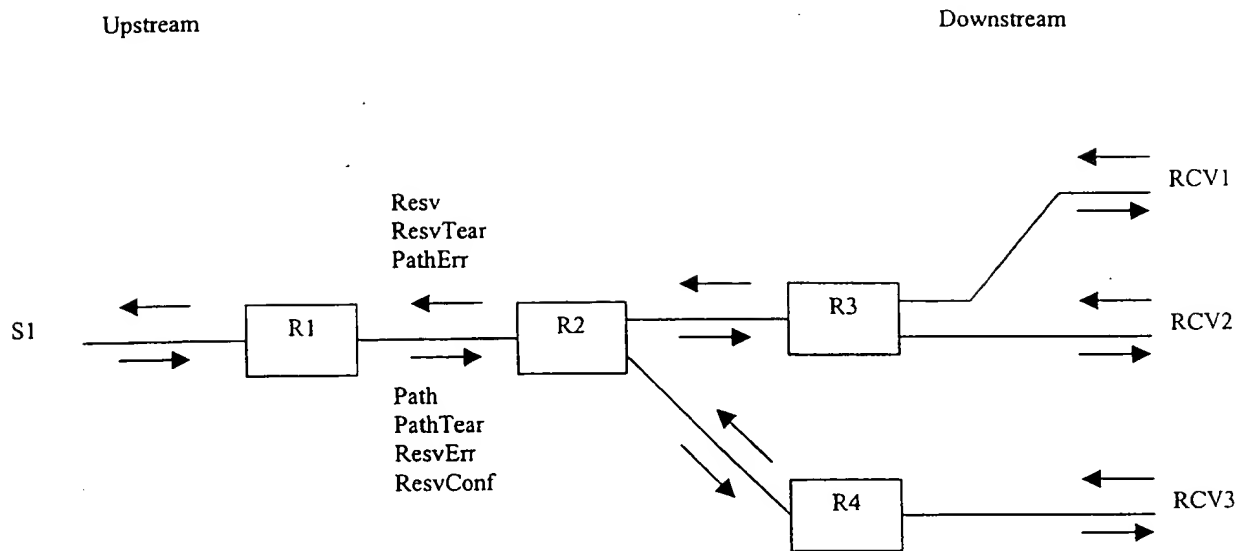 Upstream
Downstream
RCV1
Resv
ResvTear
PathErr
S1
R1
R2
R3
RCV2
Path
PathTear
ResvErr
ResvConf
R4
RCV3